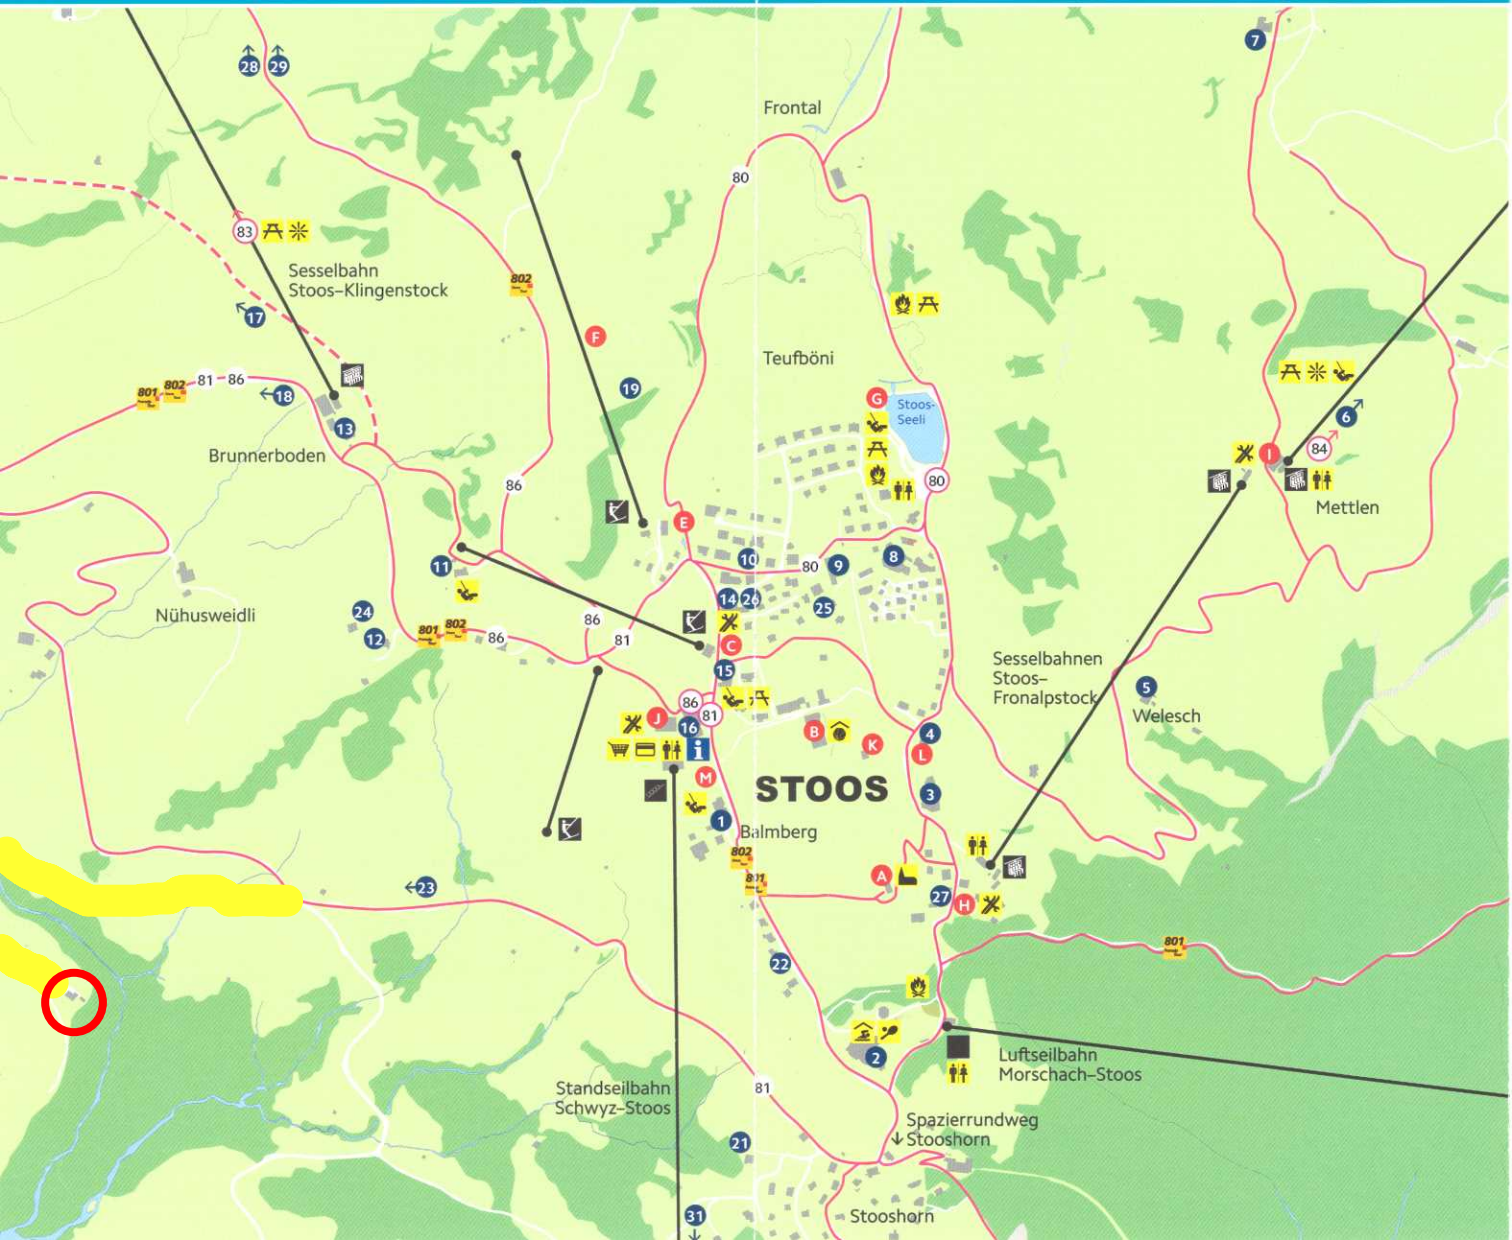 7
28 29
Frontal
80
83
Sesselbahn
Stoos–Klingenstock
802
17
F
Teufböni
G
Stoos-
Seeli
19
801 802 81 86
18
6
84
13
I
Brunnerboden
86
80
Mettlen
E
11
10
80
9
8
14 26
25
24
Nühusweidli
12
801 802 86
86
81
C
15
Sesselbahnen
Stoos–
Fronalpstock
5
Welesch
86
81
J
16
i
B
K
4
L
M
STOOS
3
1
Balmberg
802
801
A
23
27
H
801
22
2
Luftseilbahn
Morschach–Stoos
Standseilbahn
Schwyz–Stoos
81
Spazierrundweg
Stooshorn
21
31
Stooshorn